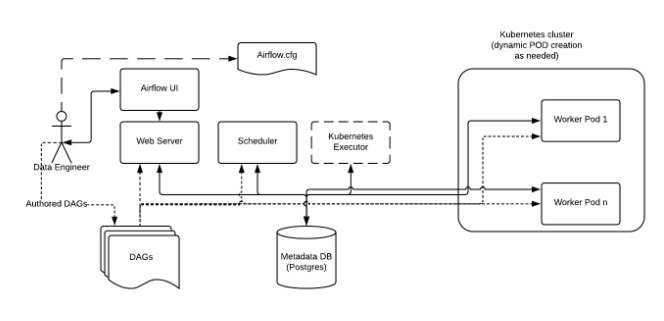 Kubernetes cluster
(dynamic POD creation
as needed)
Airflow.cfg
Airflow UI
Web Server
Scheduler
Kubernetes
Executor
Worker Pod 1
Data Engineer
Authored DAGs
Worker Pod n
DAGs
Metadata DB
(Postgres)